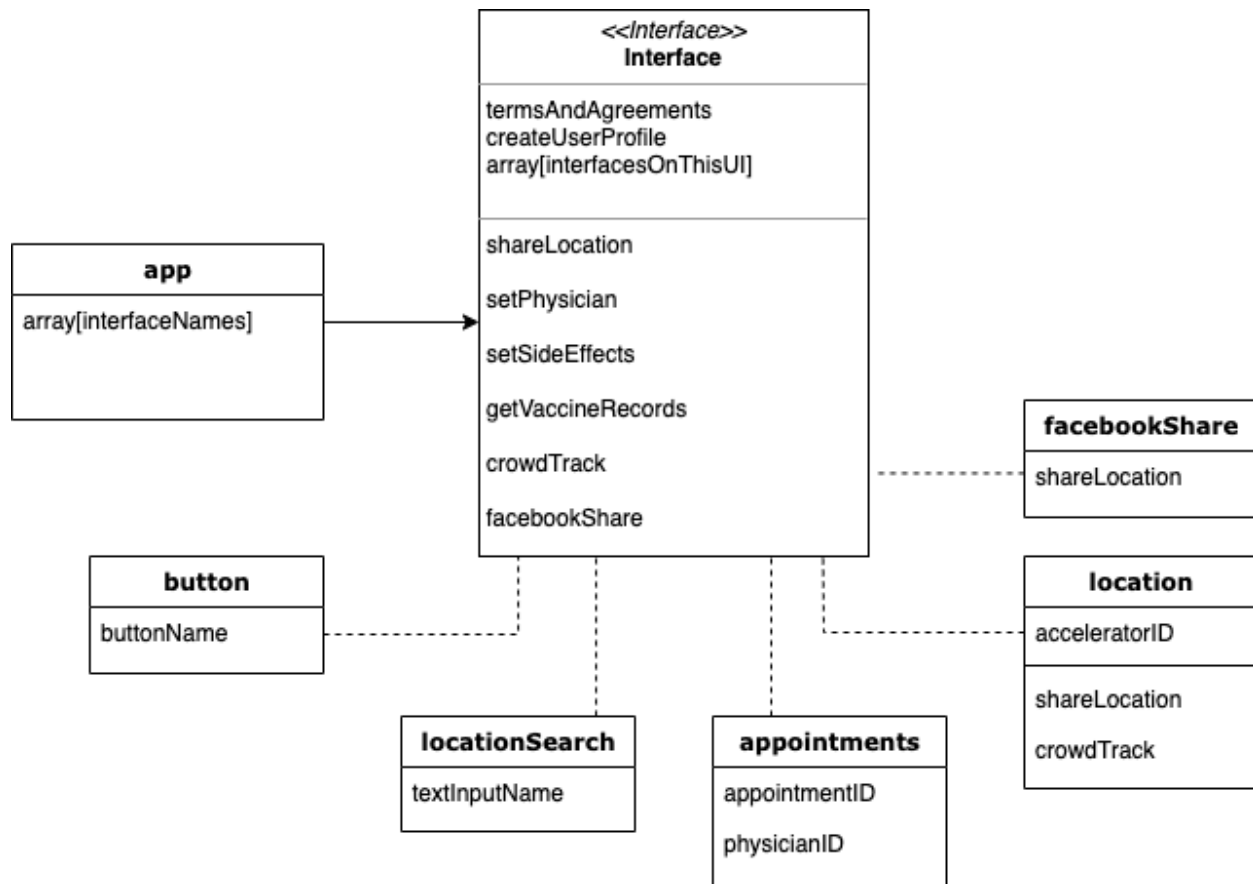 <<Interface>>
Interface
termsAndAgreements
createUserProfile
array[interfacesOnThisUI]
shareLocation
setPhysician
setSideEffects
getVaccineRecords
crowdTrack
facebookShare
app
array[interfaceNames]
facebookShare
shareLocation
button
buttonName
location
acceleratorID
shareLocation
crowdTrack
locationSearch
textInputName
appointments
appointmentID
physicianID